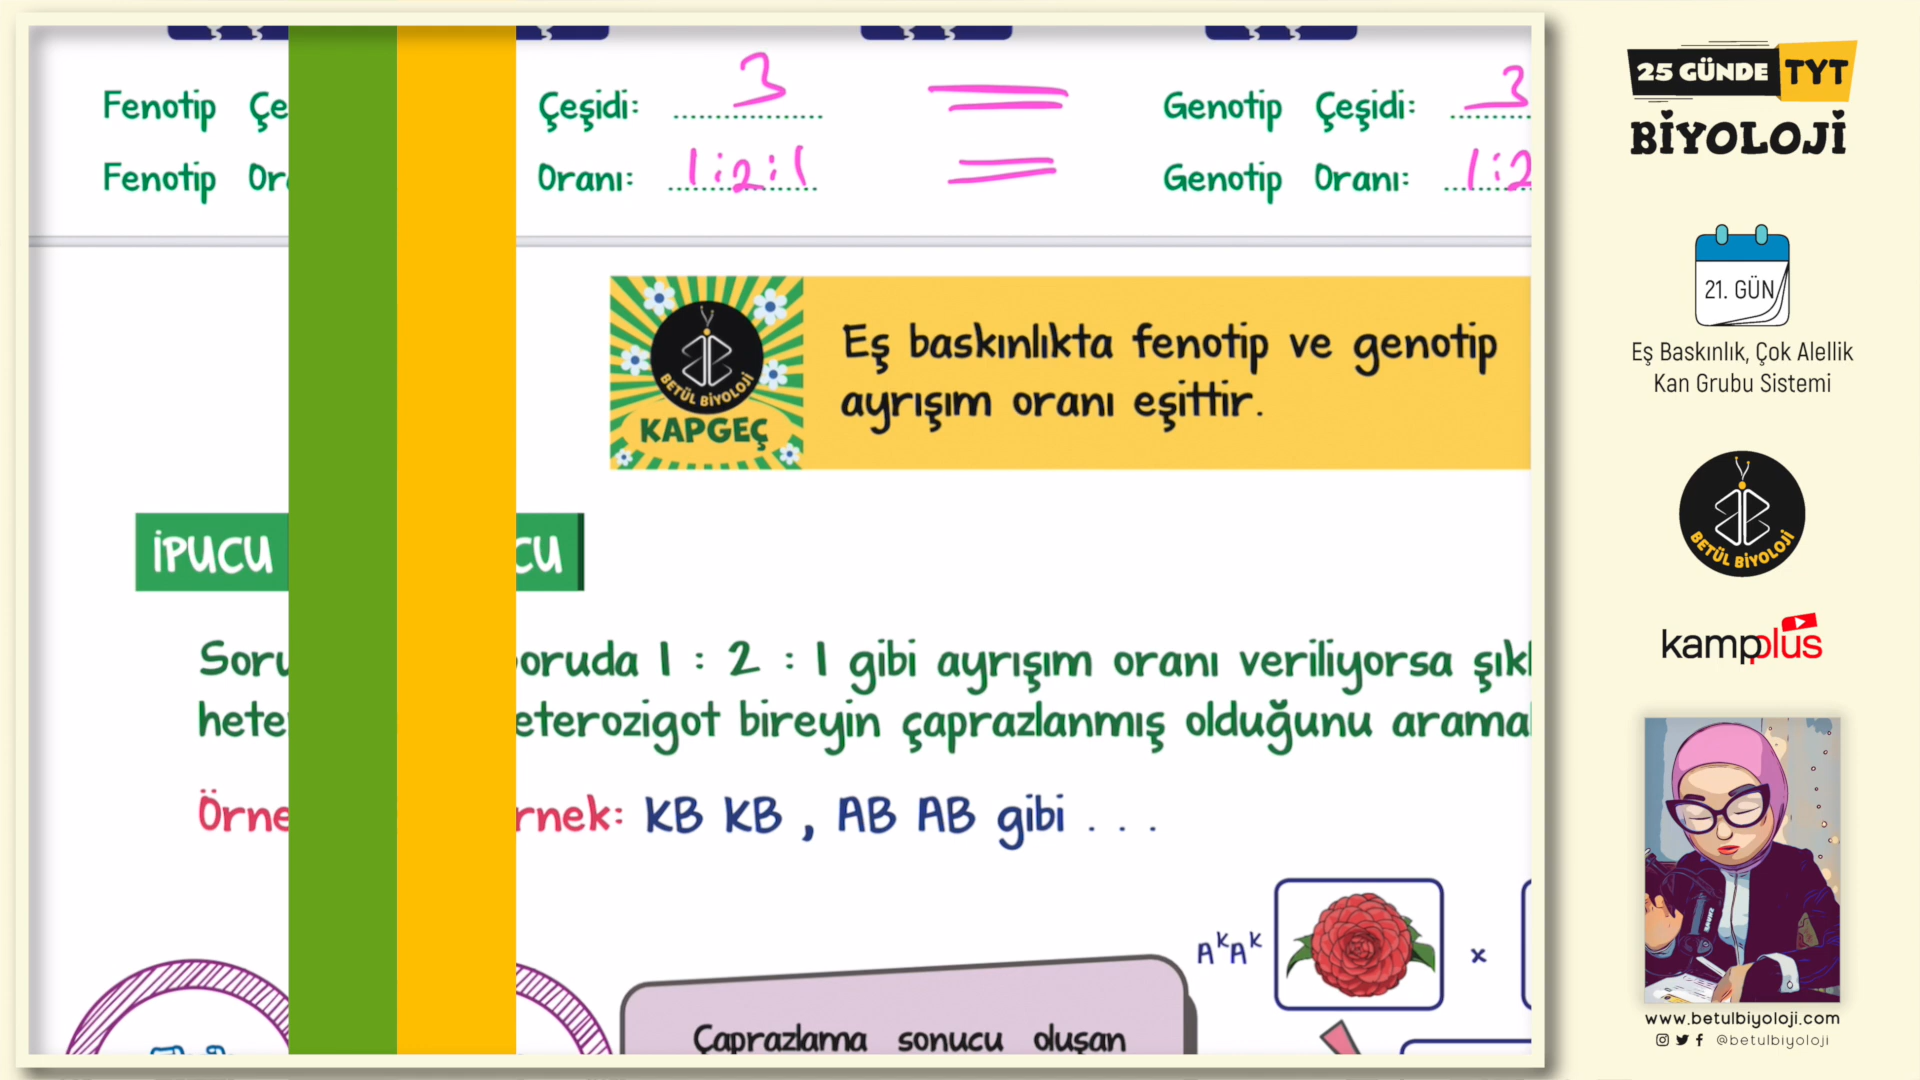 Fenotip Çe Çeşidi: 3 Genotip Çeşidi: 3
Fenotip Or Oranı: 1:2:1 Genotip Oranı: 1:2
BETÜL BİYOLOJİ
KAPGEÇ
Eş baskınlıkta fenotip ve genotip
ayrışım oranı eşittir.
İPUCU CU
Soru oruda 1 : 2 : 1 gibi ayrışım oranı veriliyorsa şıkl
hete eterozigot bireyin çaprazlanmış olduğunu arama
Örne rnek: KB KB , AB AB gibi . . .
AᴷAᴷ x
Çaprazlama sonucu oluşan
25 GÜNDE TYT
BİYOLOJİ
21. GÜN
Eş Baskınlık, Çok Alellik
Kan Grubu Sistemi
BETÜL BİYOLOJİ
kampplus
www.betulbiyoloji.com
@betulbiyoloji